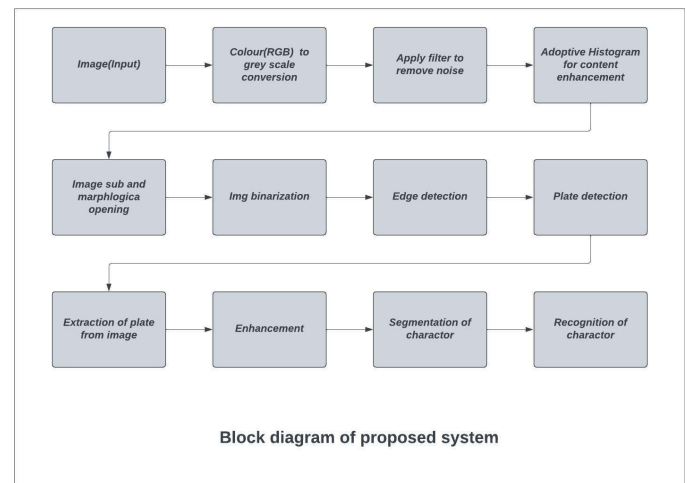 Image(Input)
Colour(RGB) to
grey scale
conversion
Apply filter to
remove noise
Adoptive Histogram
for content
enhancement
Image sub and
marphlogica
opening
Img binarization
Edge detection
Plate detection
Extraction of plate
from image
Enhancement
Segmentation of
charactor
Recognition of
charactor
Block diagram of proposed system